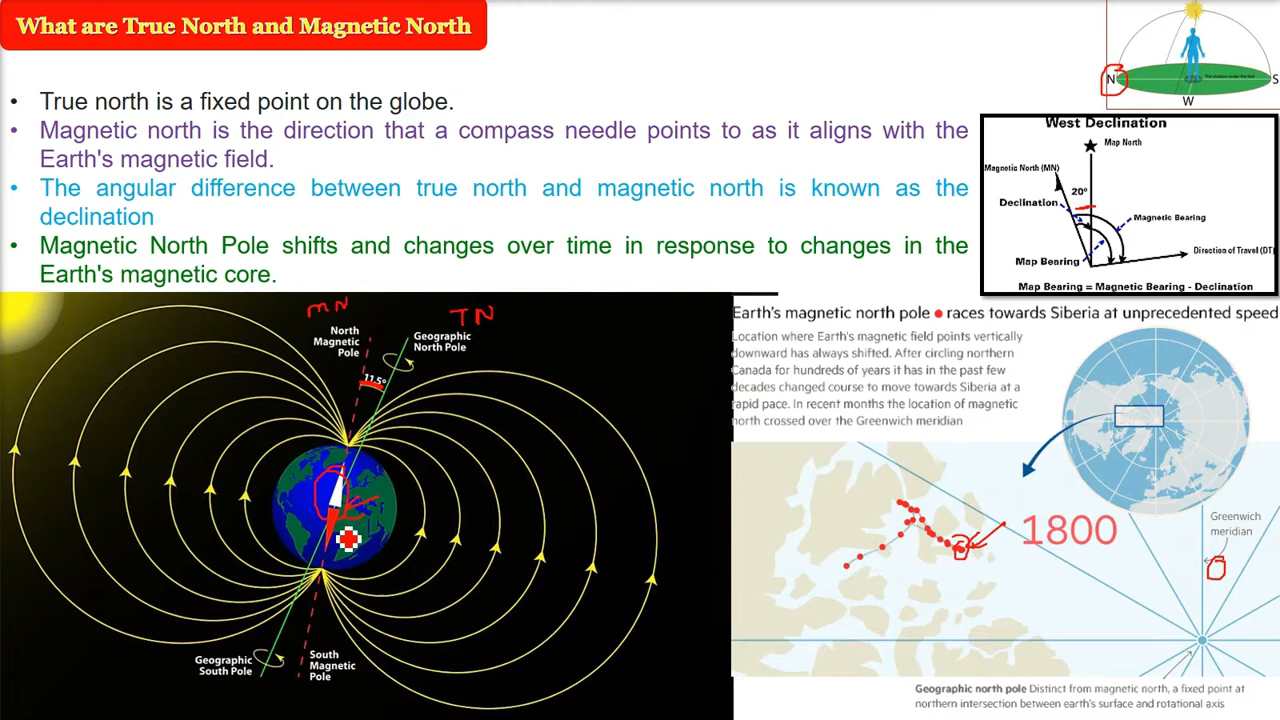 What are True North and Magnetic North
N
S
W
• True north is a fixed point on the globe.
• Magnetic north is the direction that a compass needle points to as it aligns with the
Earth's magnetic field.
• The angular difference between true north and magnetic north is known as the
declination
• Magnetic North Pole shifts and changes over time in response to changes in the
Earth's magnetic core.
West Declination
Map North
Magnetic North (MN)
20°
Declination
Magnetic Bearing
Direction of Travel (DT)
Map Bearing
Map Bearing = Magnetic Bearing - Declination
MN
TN
North
Magnetic
Pole
Geographic
North Pole
11.5°
Geographic
South Pole
South
Magnetic
Pole
Earth's magnetic north pole ● races towards Siberia at unprecedented speed
Location where Earth's magnetic field points vertically
downward has always shifted. After circling northern
Canada for hundreds of years it has in the past few
decades changed course to move towards Siberia at a
rapid pace. In recent months the location of magnetic
north crossed over the Greenwich meridian
1800
Greenwich
meridian
Geographic north pole Distinct from magnetic north, a fixed point at
northern intersection between earth's surface and rotational axis